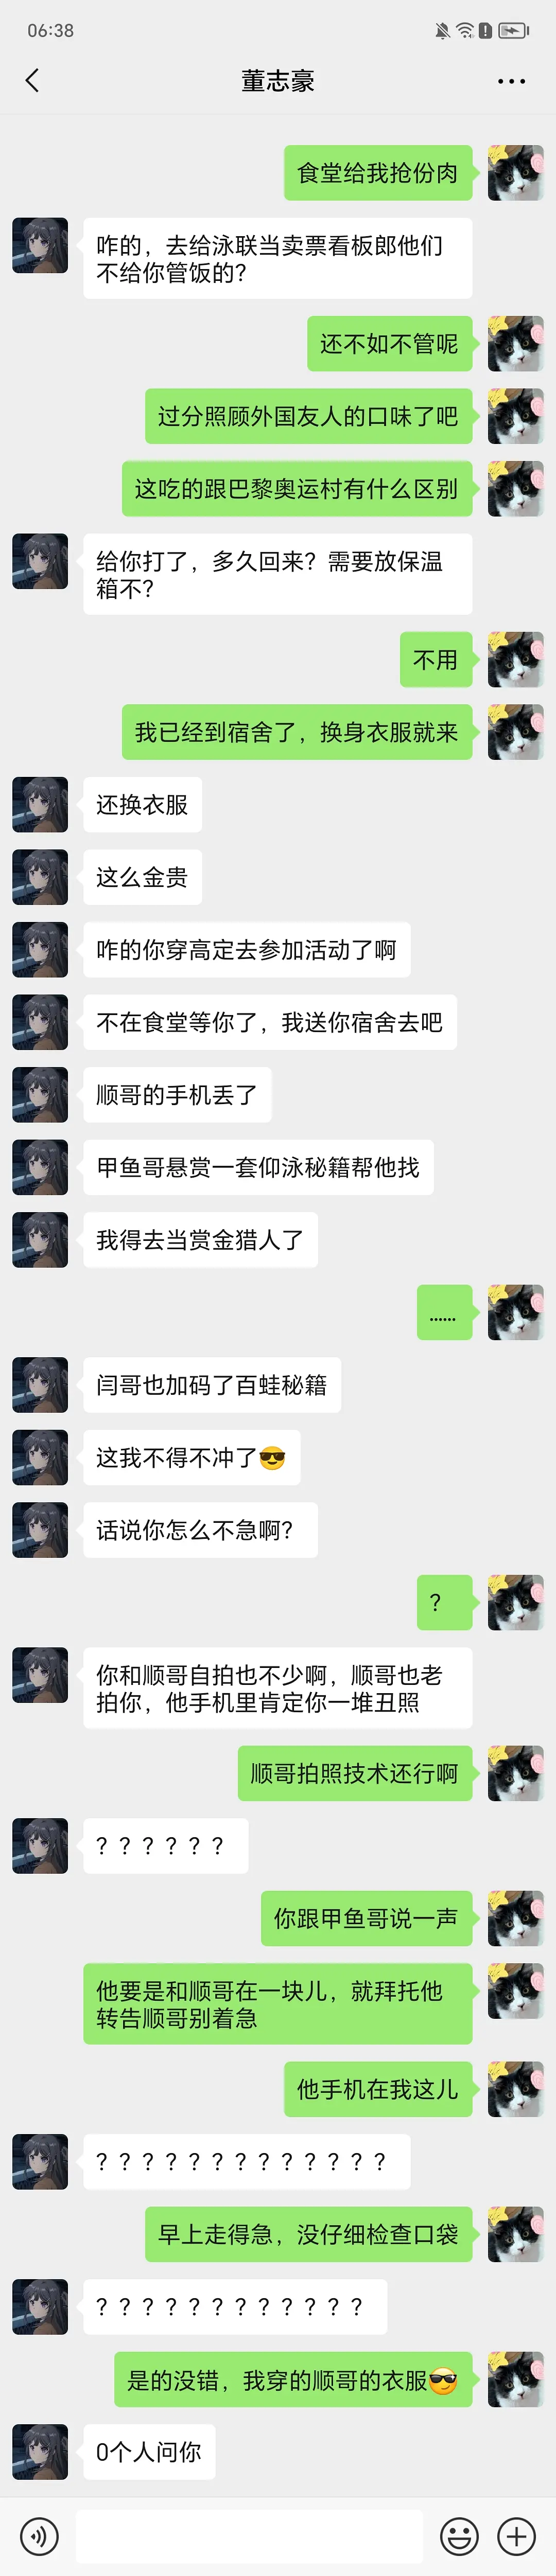 06:38
董志豪
食堂给我抢份肉
咋的，去给泳联当卖票看板郎他们
不给你管饭的？
还不如不管呢
过分照顾外国友人的口味了吧
这吃的跟巴黎奥运村有什么区别
给你打了，多久回来？需要放保温
箱不？
不用
我已经到宿舍了，换身衣服就来
还换衣服
这么金贵
咋的你穿高定去参加活动了啊
不在食堂等你了，我送你宿舍去吧
顺哥的手机丢了
甲鱼哥悬赏一套仰泳秘籍帮他找
我得去当赏金猎人了
……
闫哥也加码了百蛙秘籍
这我不得不冲了😎
话说你怎么不急啊？
？
你和顺哥自拍也不少啊，顺哥也老
拍你，他手机里肯定你一堆丑照
顺哥拍照技术还行啊
？？？？？？
你跟甲鱼哥说一声
他要是和顺哥在一块儿，就拜托他
转告顺哥别着急
他手机在我这儿
？？？？？？？？？？？？？
早上走得急，没仔细检查口袋
？？？？？？？？？？？？
是的没错，我穿的顺哥的衣服😎
0个人问你